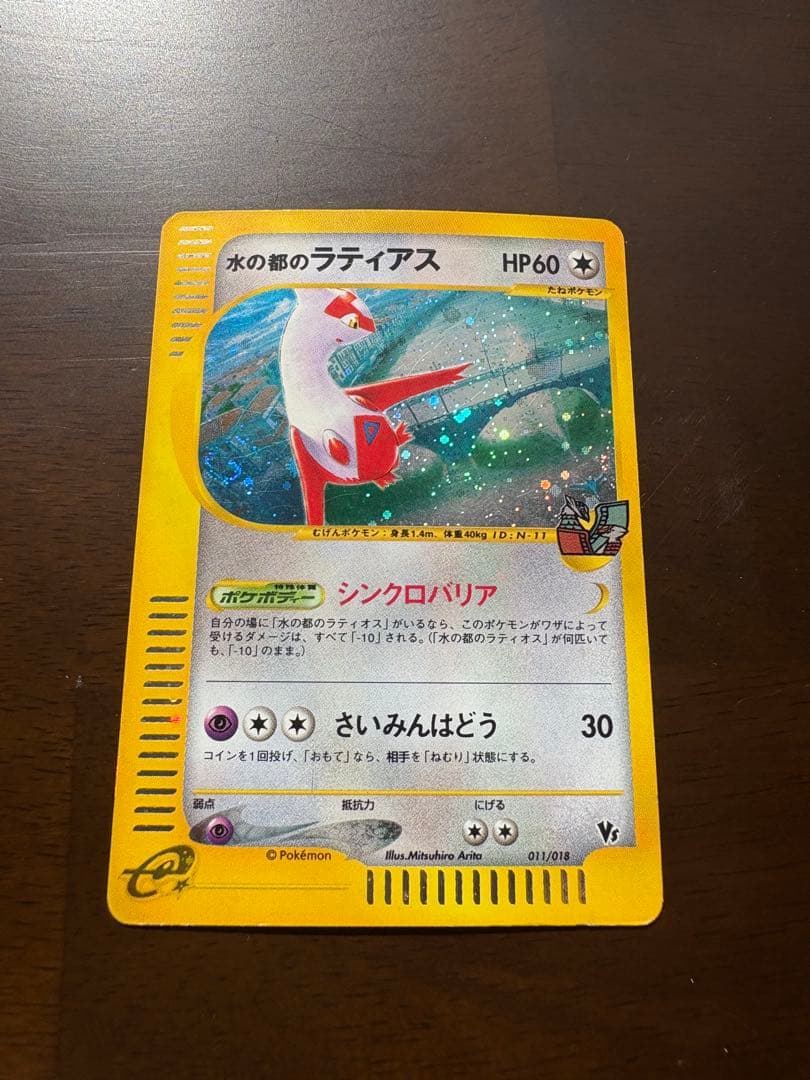 水の都のラティアス HP60
たねポケモン
むげんポケモン：身長1.4m、体重40kg ID:N-11
特殊体質
ポケボディー シンクロバリア
自分の場に「水の都のラティオス」がいるなら、このポケモンがワザによって
受けるダメージは、すべて「-10」される。（「水の都のラティオス」が何匹いて
も、「-10」のまま。）
さいみんはどう 30
コインを1回投げ、「おもて」なら、相手を「ねむり」状態にする。
弱点 抵抗力 にげる
Vs
e
© Pokémon Illus.Mitsuhiro Arita 011/018